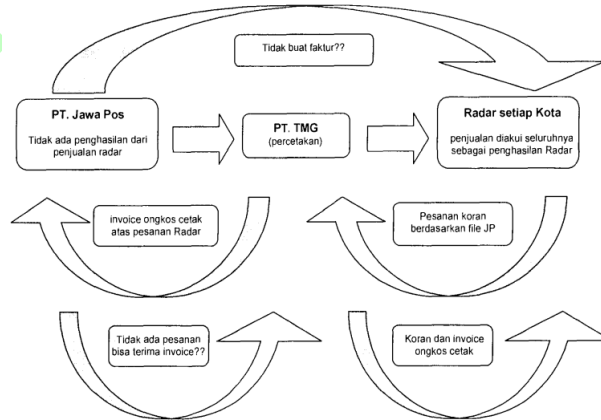 Tidak buat faktur??
PT. Jawa Pos
Tidak ada penghasilan dari
penjualan radar
PT. TMG
(percetakan)
Radar setiap Kota
penjualan diakui seluruhnya
sebagai penghasilan Radar
invoice ongkos cetak
atas pesanan Radar
Pesanan koran
berdasarkan file JP
Tidak ada pesanan
bisa terima invoice??
Koran dan invoice
ongkos cetak